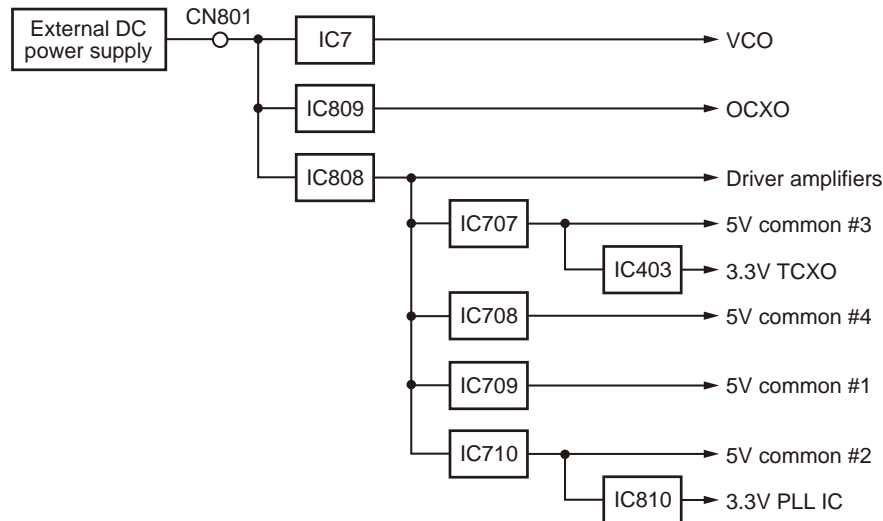 External DC
power supply
CN801
IC7
VCO
IC809
OCXO
IC808
Driver amplifiers
IC707
5V common #3
IC403
3.3V TCXO
IC708
5V common #4
IC709
5V common #1
IC710
5V common #2
IC810
3.3V PLL IC